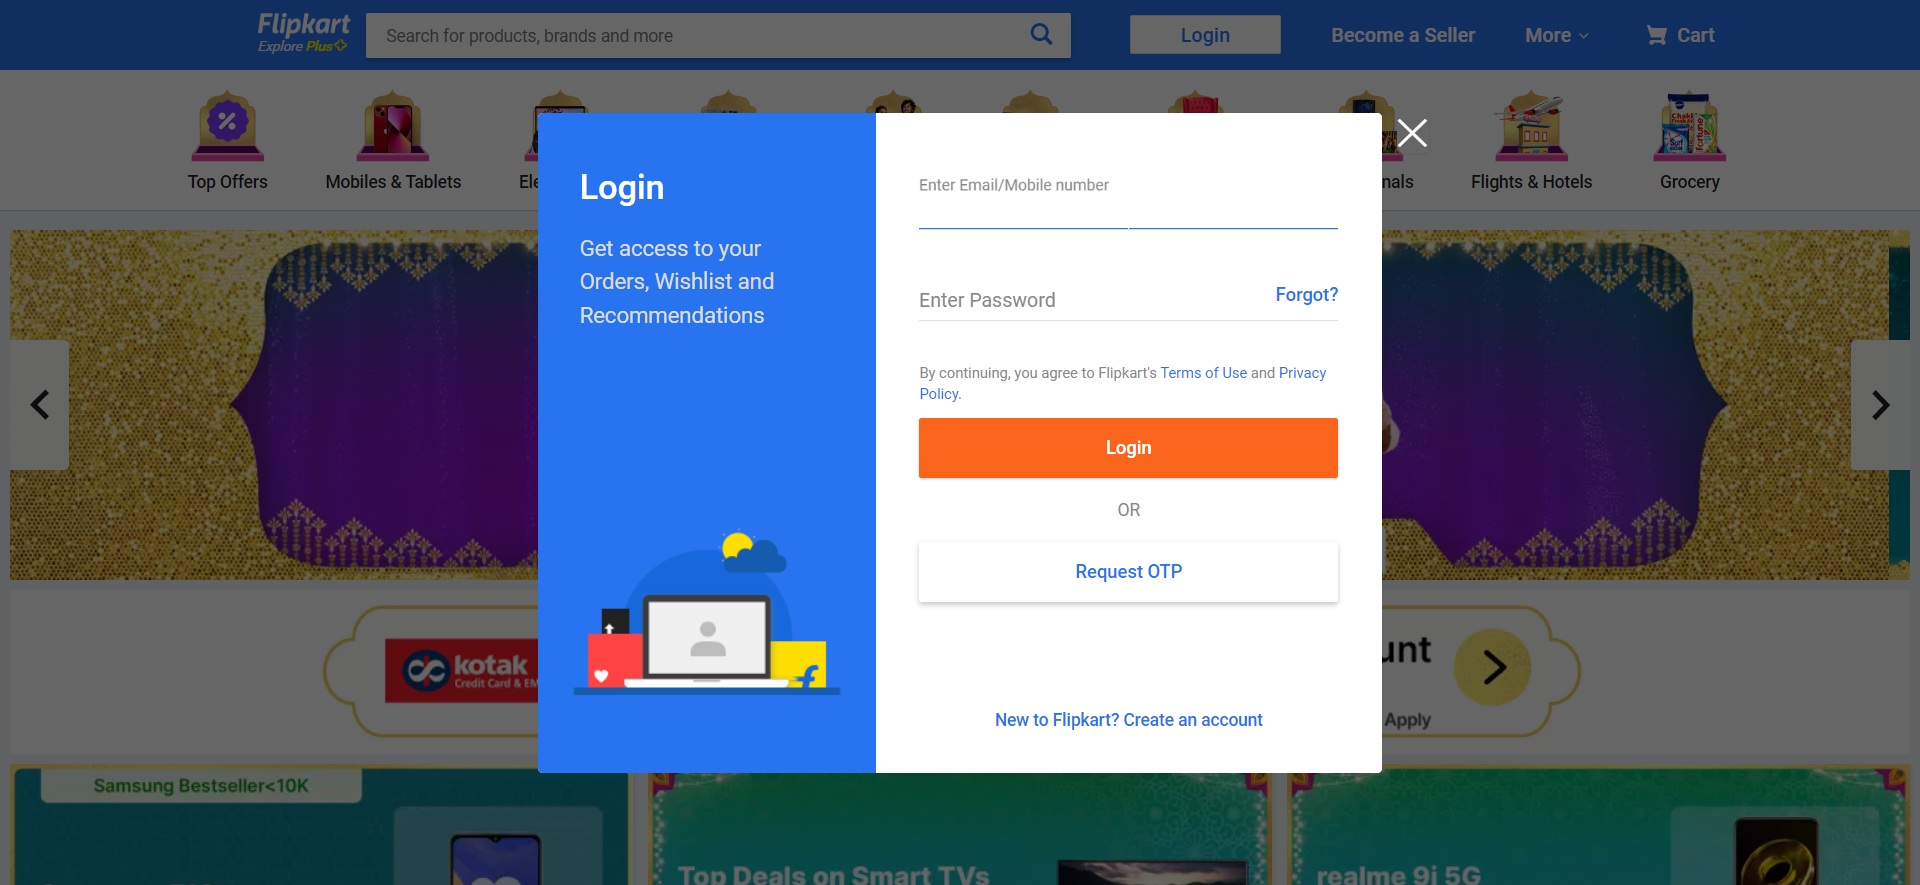 Flipkart
Explore Plus
Search for products, brands and more
Login
Become a Seller
More
Cart
Top Offers
Mobiles & Tablets
Ele
nals
Flights & Hotels
Grocery
Login
Get access to your
Orders, Wishlist and
Recommendations
Enter Email/Mobile number
Enter Password
Forgot?
By continuing, you agree to Flipkart's Terms of Use and Privacy
Policy.
Login
OR
Request OTP
New to Flipkart? Create an account
kotak
Credit Card & EM
unt
Apply
Samsung Bestseller<10K
Top Deals on Smart TVs
realme 9i 5G